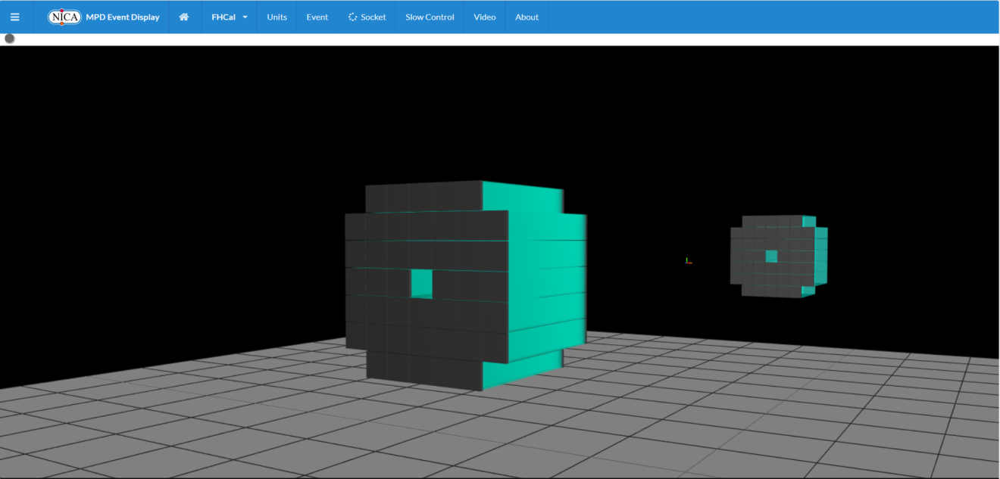 NICA MPD Event Display FHCal Units Event Socket Slow Control Video About